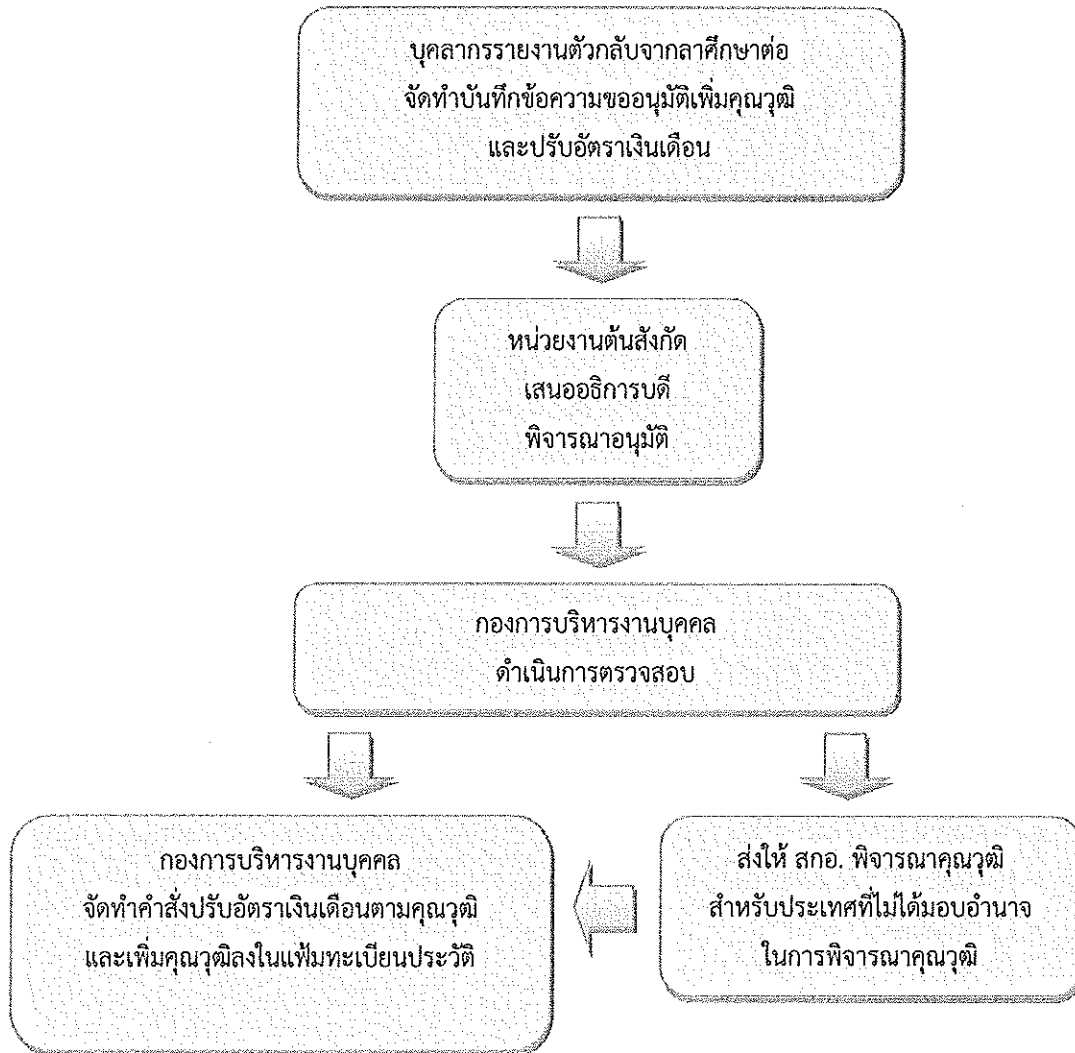 บุคลากรรายงานตัวกลับจากลาศึกษาต่อ
จัดทำบันทึกข้อความขออนุมัติเพิ่มคุณวุฒิ
และปรับอัตราเงินเดือน
หน่วยงานต้นสังกัด
เสนออธิการบดี
พิจารณาอนุมัติ
กองการบริหารงานบุคคล
ดำเนินการตรวจสอบ
กองการบริหารงานบุคคล
จัดทำคำสั่งปรับอัตราเงินเดือนตามคุณวุฒิ
และเพิ่มคุณวุฒิลงในแฟ้มทะเบียนประวัติ
ส่งให้ สกอ. พิจารณาคุณวุฒิ
สำหรับประเทศที่ไม่ได้มอบอำนาจ
ในการพิจารณาคุณวุฒิ